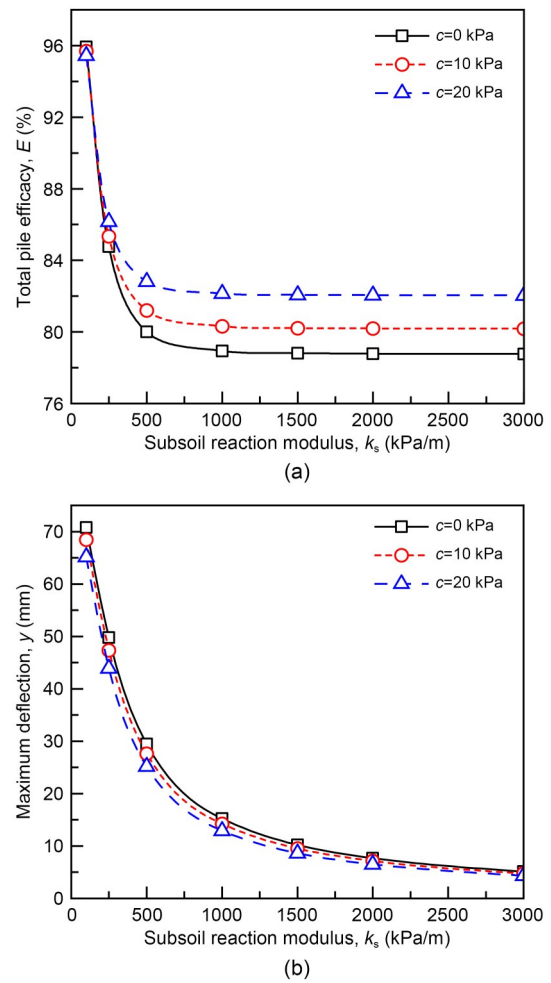 96
92
88
84
80
76
Total pile efficacy, E (%)
c=0 kPa
c=10 kPa
c=20 kPa
0 500 1000 1500 2000 2500 3000
Subsoil reaction modulus, kₛ (kPa/m)
(a)
70
60
50
40
30
20
10
0
Maximum deflection, y (mm)
c=0 kPa
c=10 kPa
c=20 kPa
0 500 1000 1500 2000 2500 3000
Subsoil reaction modulus, kₛ (kPa/m)
(b)